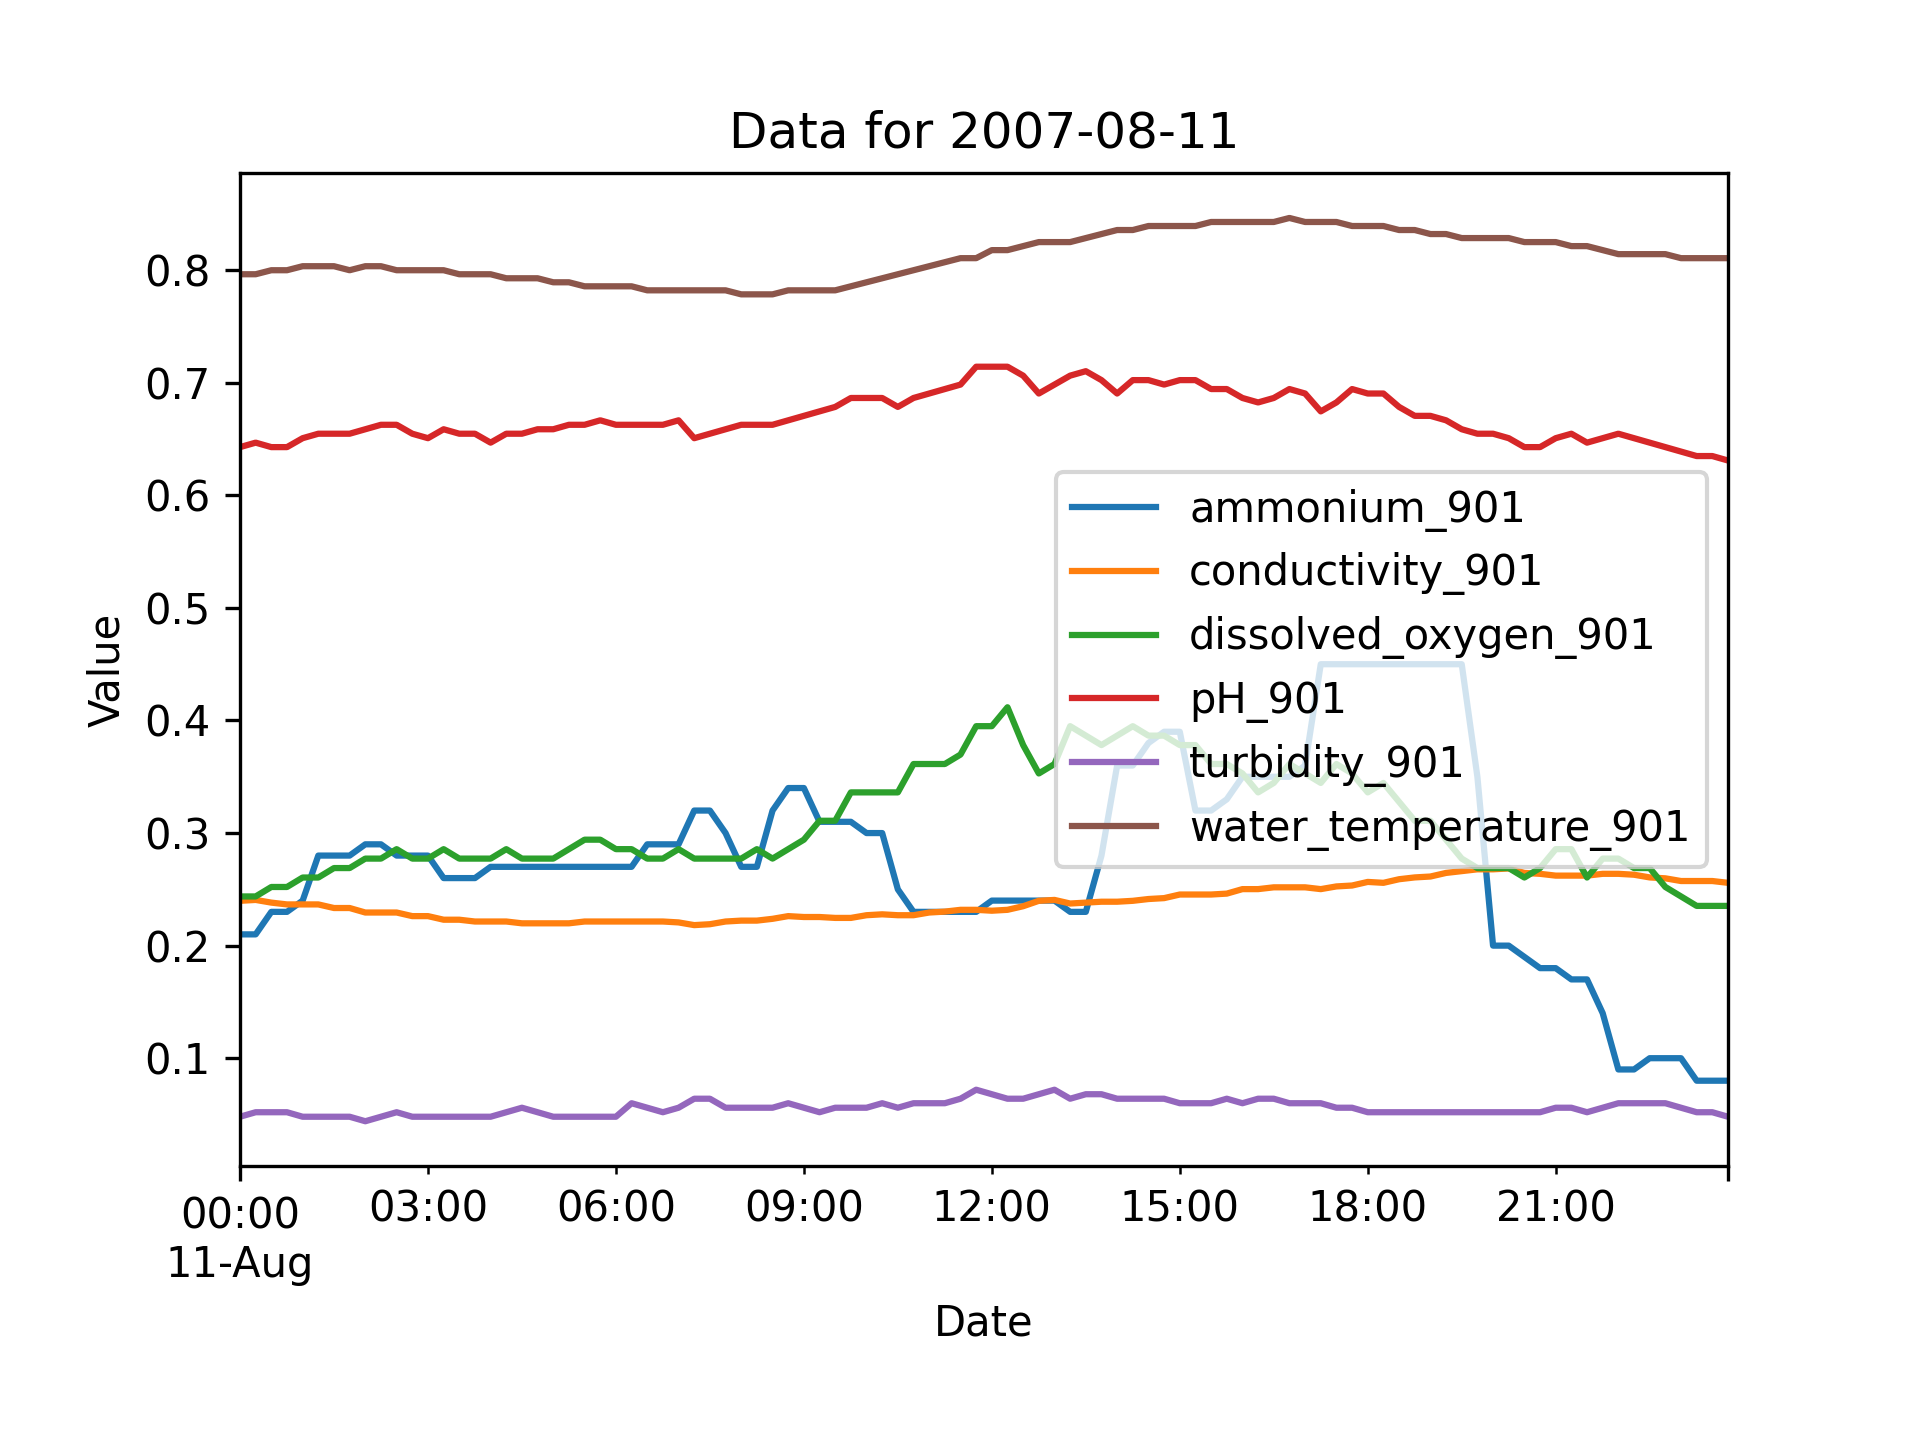 Data for 2007-08-11
Value
0.8
0.7
0.6
0.5
0.4
0.3
0.2
0.1
ammonium_901
conductivity_901
dissolved_oxygen_901
pH_901
turbidity_901
water_temperature_901
00:00 03:00 06:00 09:00 12:00 15:00 18:00 21:00
11-Aug
Date